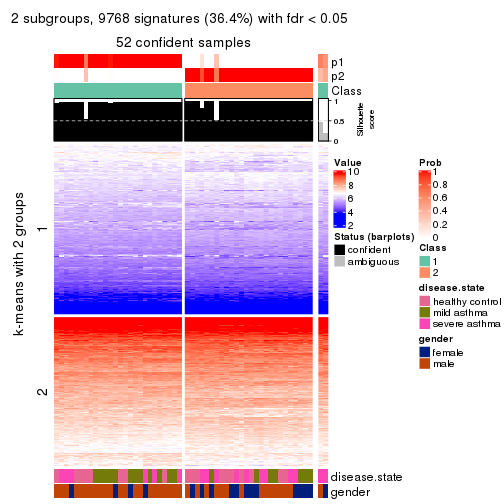 2 subgroups, 9768 signatures (36.4%) with fdr < 0.05
52 confident samples
p1
p2
Class
1
0.5
0
Silhouette
score
k-means with 2 groups
1
2
disease.state
gender
Value
10
8
6
4
2
Status (barplots)
confident
ambiguous
Prob
1
0.8
0.6
0.4
0.2
0
Class
1
2
disease.state
healthy control
mild asthma
severe asthma
gender
female
male